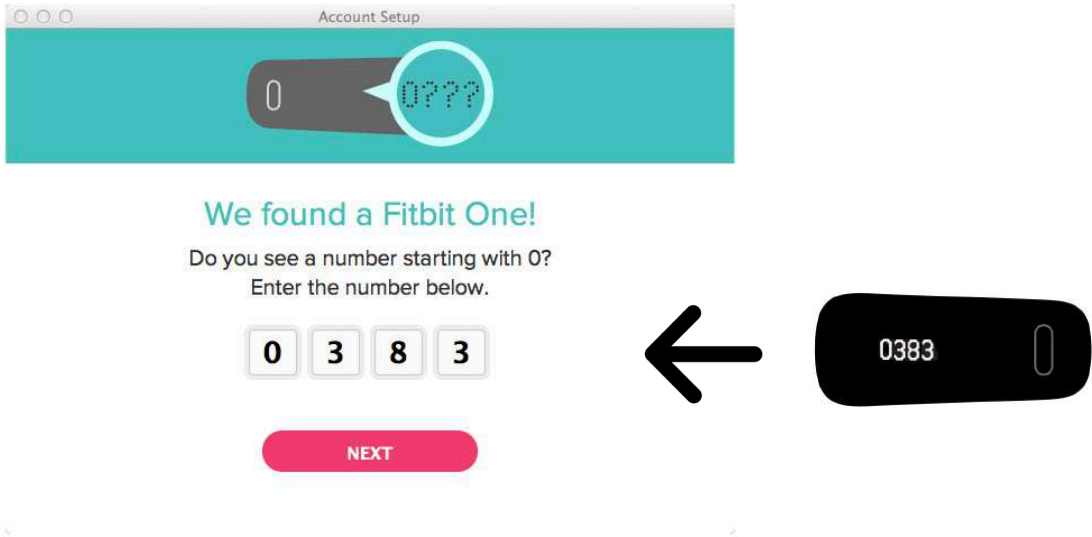 Account Setup
0???
We found a Fitbit One!
Do you see a number starting with 0?
Enter the number below.
0 3 8 3
0383
NEXT